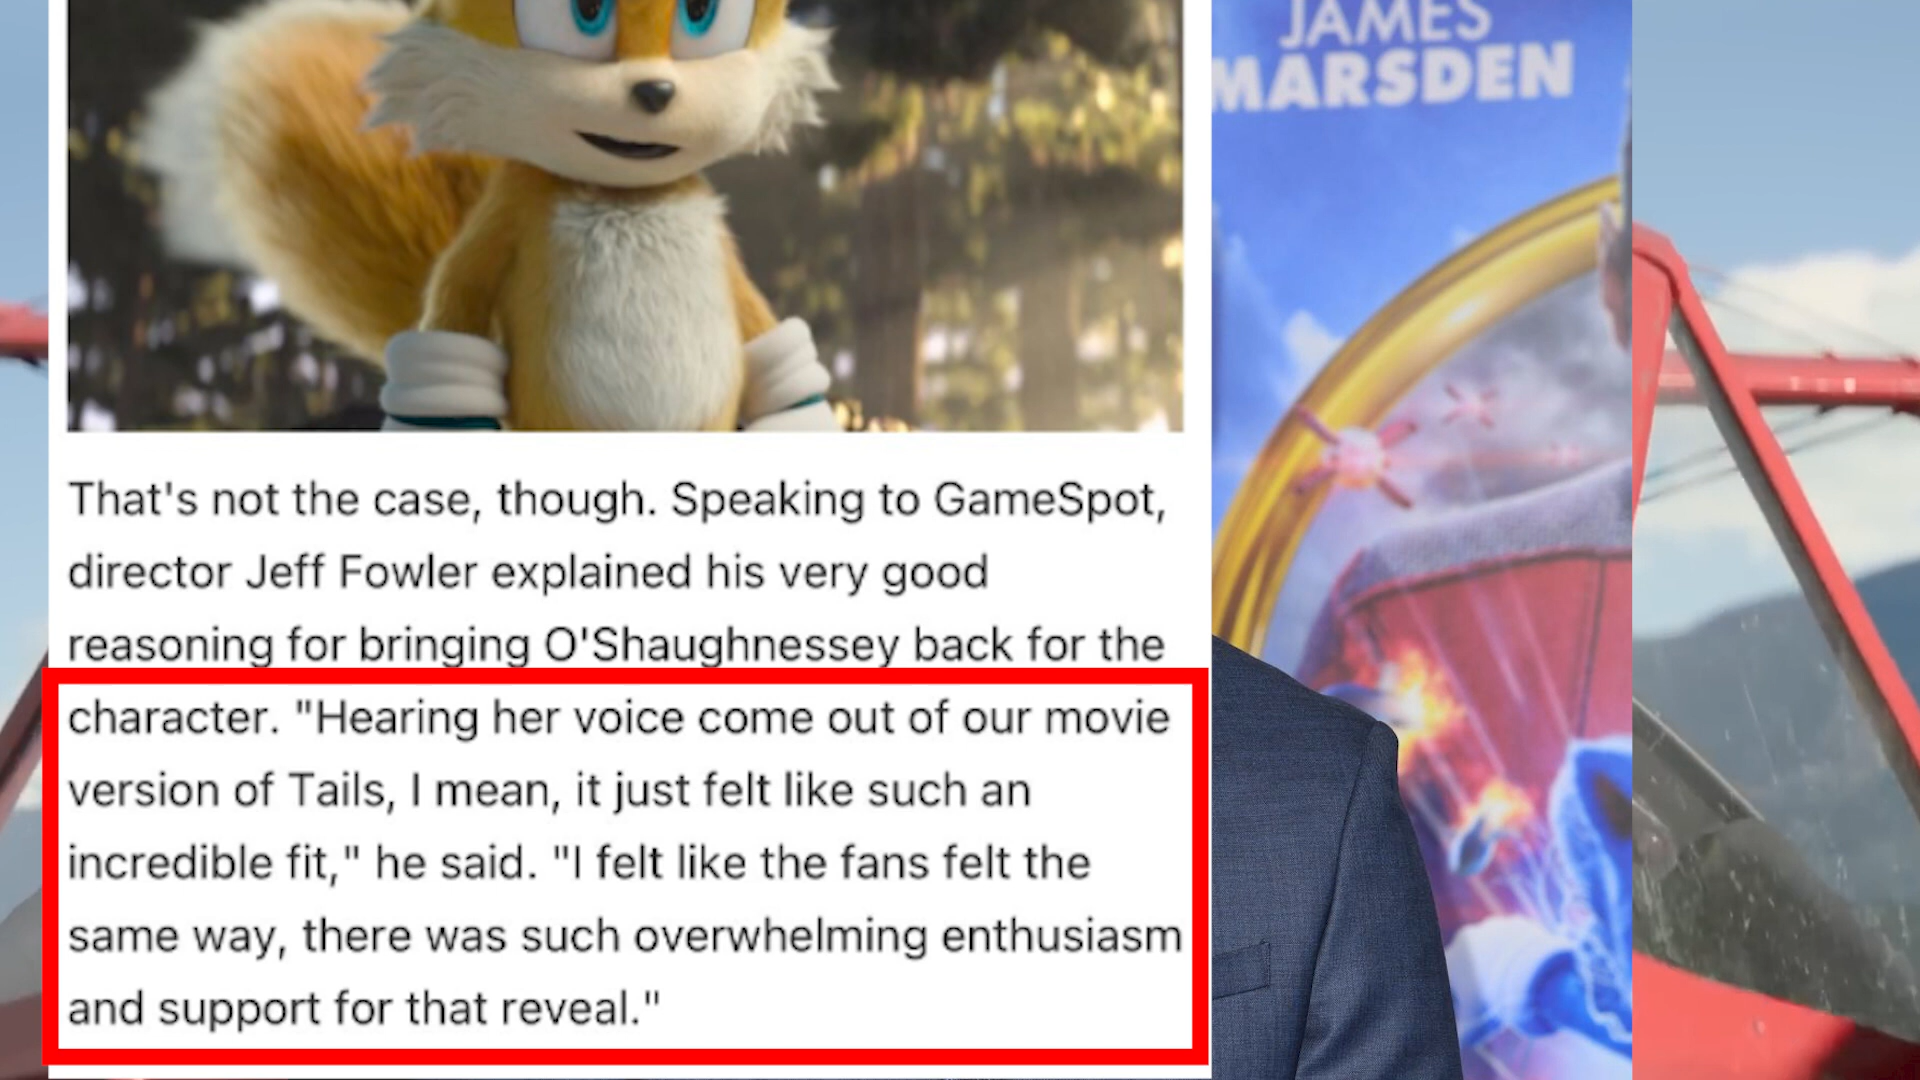 JAMES
MARSDEN
That's not the case, though. Speaking to GameSpot,
director Jeff Fowler explained his very good
reasoning for bringing O'Shaughnessey back for the
character. "Hearing her voice come out of our movie
version of Tails, I mean, it just felt like such an
incredible fit," he said. "I felt like the fans felt the
same way, there was such overwhelming enthusiasm
and support for that reveal."